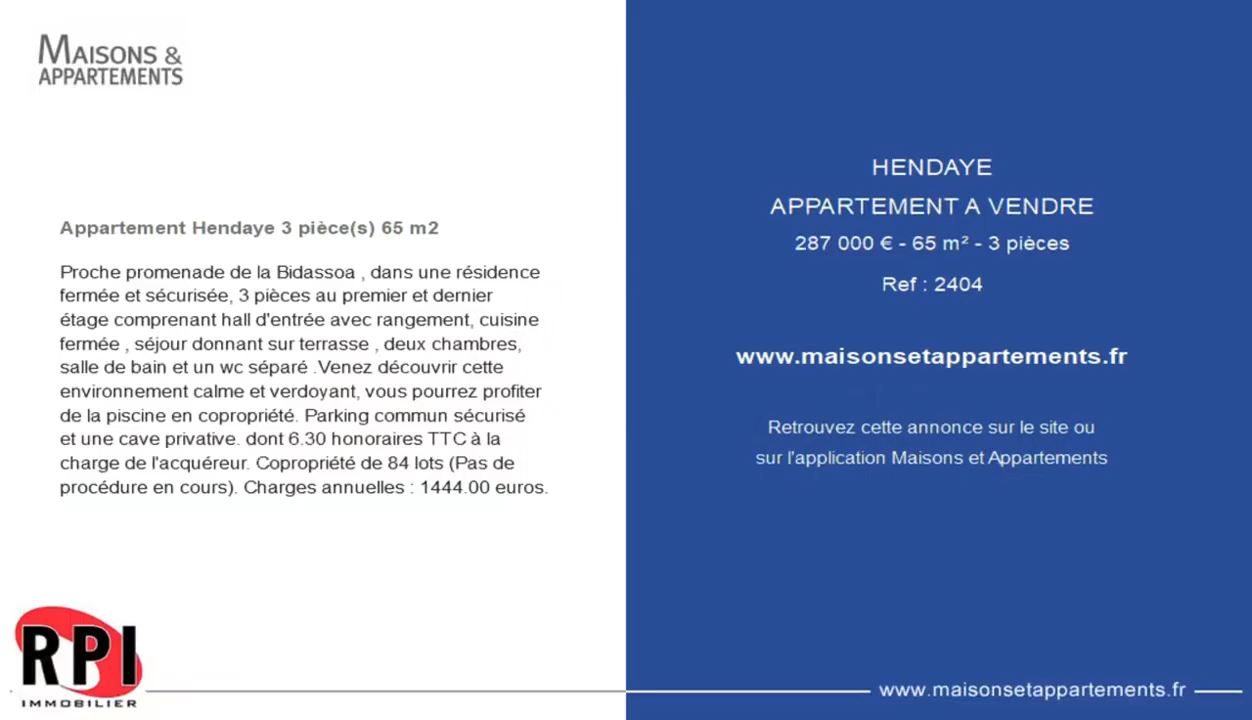 MAISONS &
APPARTEMENTS
Appartement Hendaye 3 pièce(s) 65 m2
Proche promenade de la Bidassoa , dans une résidence
fermée et sécurisée, 3 pièces au premier et dernier
étage comprenant hall d'entrée avec rangement, cuisine
fermée , séjour donnant sur terrasse , deux chambres,
salle de bain et un wc séparé .Venez découvrir cette
environnement calme et verdoyant, vous pourrez profiter
de la piscine en copropriété. Parking commun sécurisé
et une cave privative. dont 6.30 honoraires TTC à la
charge de l'acquéreur. Copropriété de 84 lots (Pas de
procédure en cours). Charges annuelles : 1444.00 euros.
RPI
IMMOBILIER
HENDAYE
APPARTEMENT A VENDRE
287 000 € - 65 m² - 3 pièces
Ref : 2404
www.maisonsetappartements.fr
Retrouvez cette annonce sur le site ou
sur l'application Maisons et Appartements
www.maisonsetappartements.fr